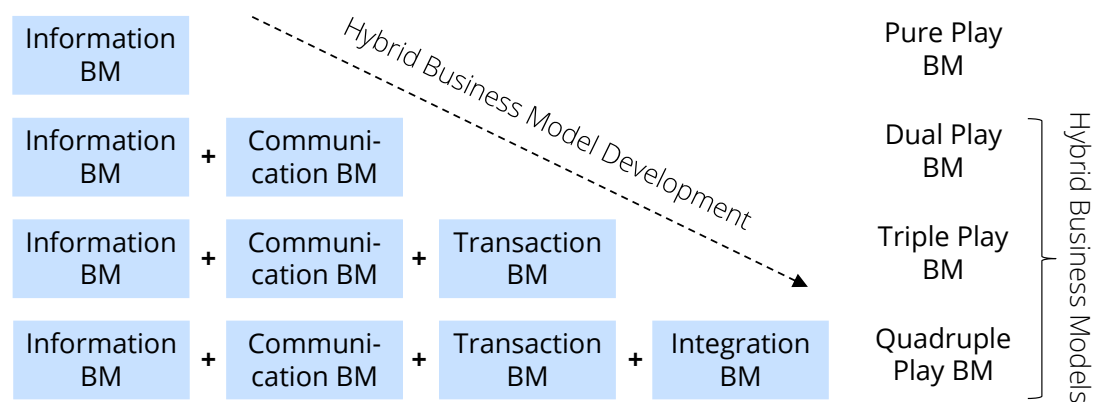 Information
BM
Hybrid Business Model Development
Pure Play
BM
Information
BM
+
Communi-
cation BM
Dual Play
BM
Information
BM
+
Communi-
cation BM
+
Transaction
BM
Triple Play
BM
Information
BM
+
Communi-
cation BM
+
Transaction
BM
+
Integration
BM
Quadruple
Play BM
Hybrid Business Models